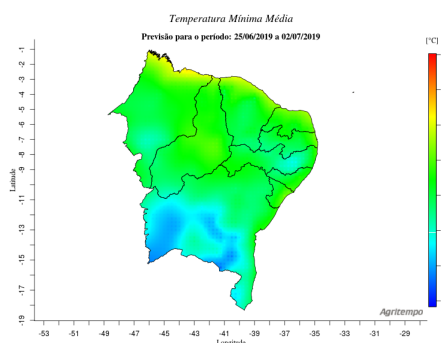 Temperatura Mínima Média
Previsão para o período: 25/06/2019 a 02/07/2019
[°C]
-1
-3
-5
-7
-9
-11
-13
-15
-17
-19
Latitude
Agritempo
-53 -51 -49 -47 -45 -43 -41 -39 -37 -35 -33 -31 -29
Longitude